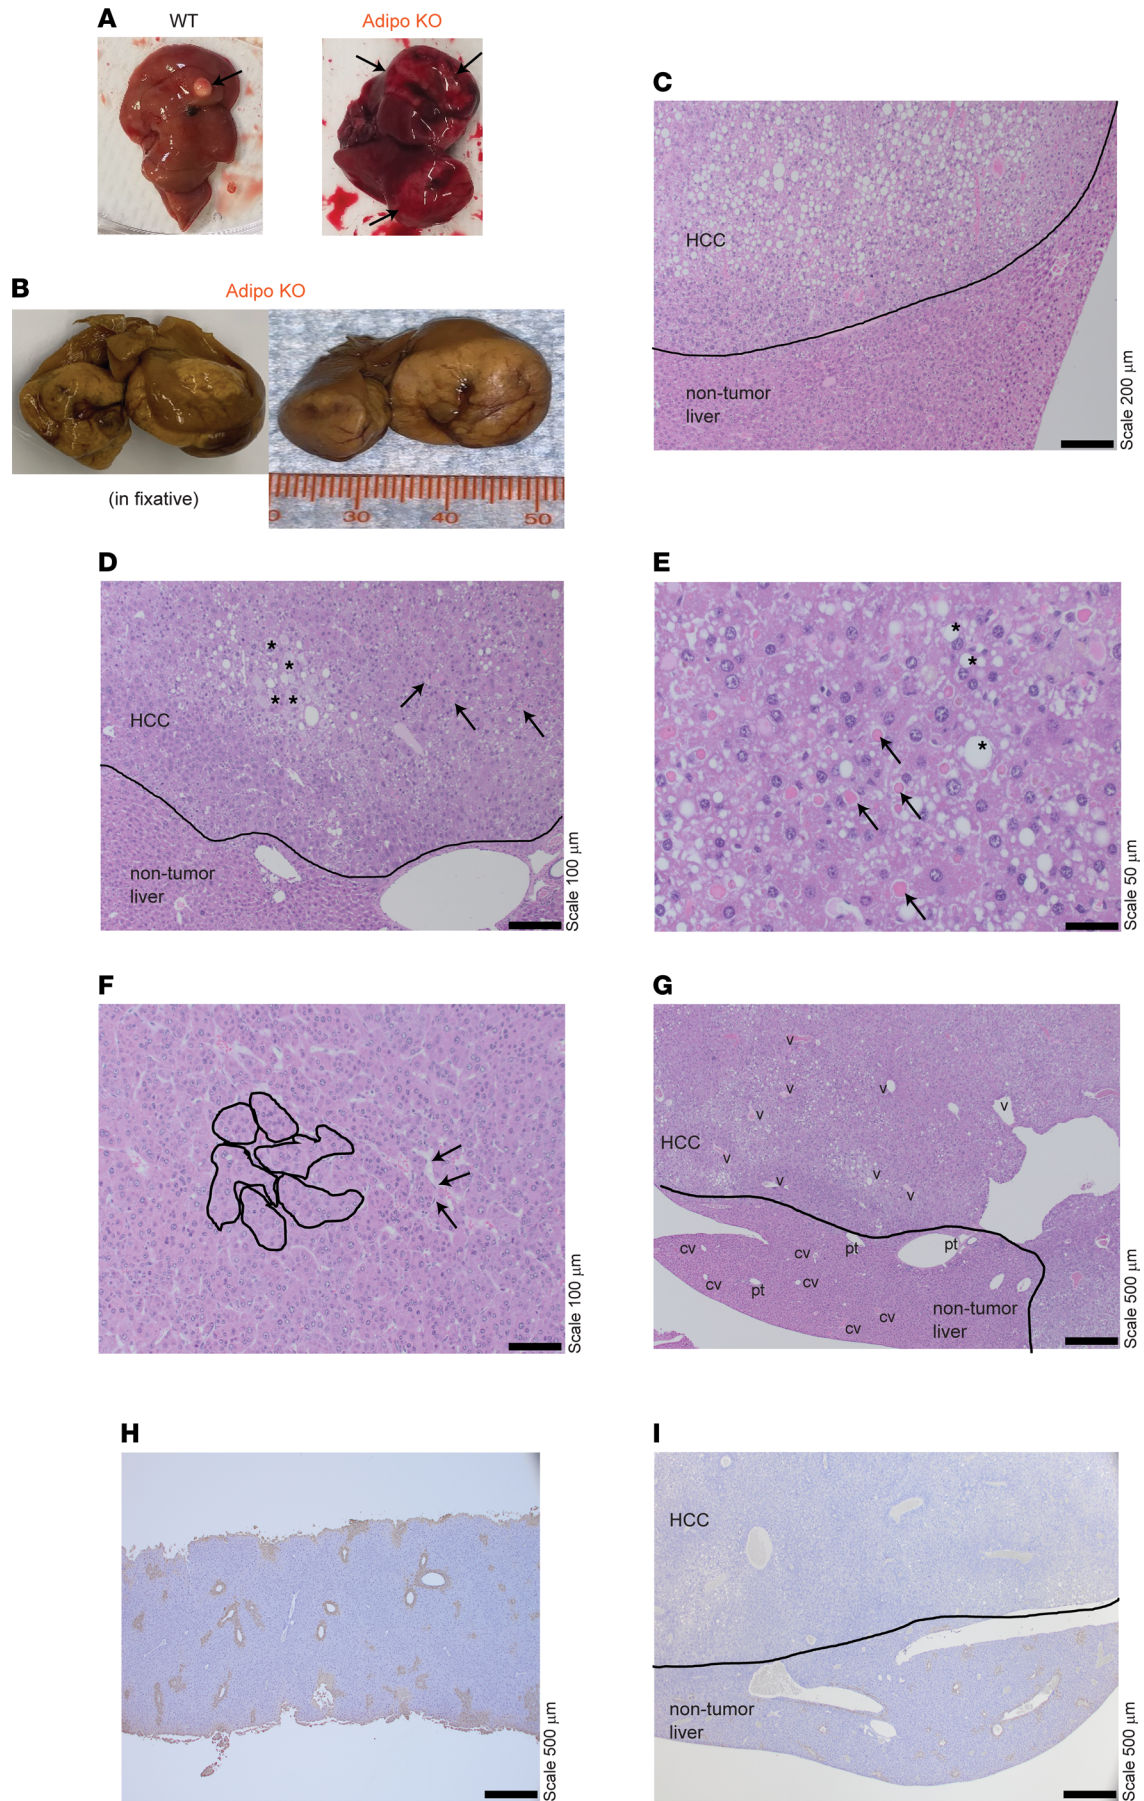 A
WT
Adipo KO
B
Adipo KO
(in fixative)
30
40
50
C
HCC
non-tumor
liver
Scale 200 μm
D
* * * *
HCC
non-tumor
liver
Scale 100 μm
E
* * *
Scale 50 μm
F
Scale 100 μm
G
v
v
v
v
v
HCC
v
v
v
v
cv
cv
pt
pt
cv
pt
cv
cv
cv
non-tumor
liver
Scale 500 μm
H
Scale 500 μm
I
HCC
non-tumor
liver
Scale 500 μm